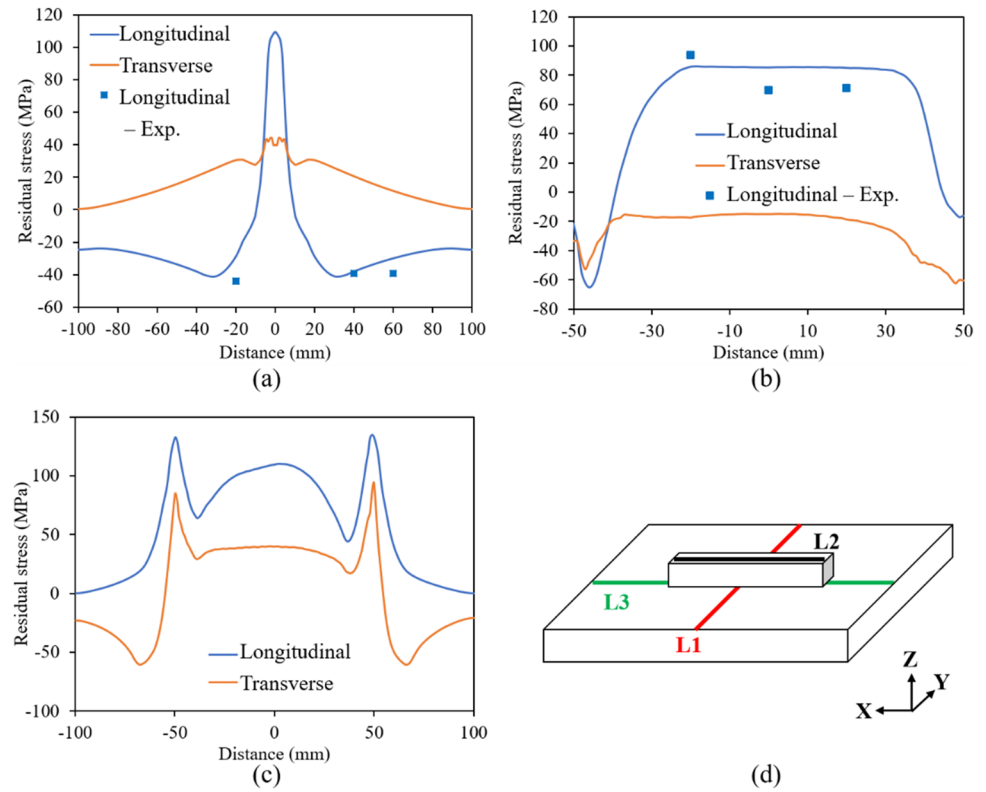 120
100
80
60
40
20
0
-20
-40
-60
Residual stress (MPa)
Longitudinal
Transverse
Longitudinal
– Exp.
-100 -80 -60 -40 -20 0 20 40 60 80 100
Distance (mm)
(a)
120
100
80
60
40
20
0
-20
-40
-60
-80
Residual stress (MPa)
Longitudinal
Transverse
Longitudinal – Exp.
-50 -30 -10 10 30 50
Distance (mm)
(b)
150
100
50
0
-50
-100
Residual stress (MPa)
Longitudinal
Transverse
-100 -50 0 50 100
Distance (mm)
(c)
L2
L3
L1
Z
Y
X
(d)